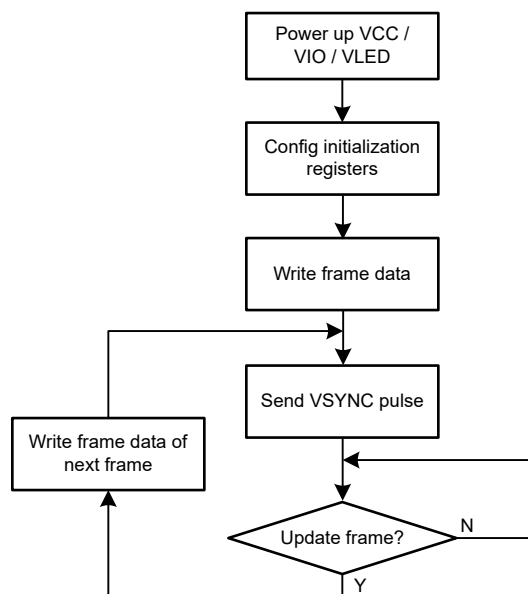 Power up VCC /
VIO / VLED
Config initialization
registers
Write frame data
Send VSYNC pulse
Write frame data of
next frame
Update frame?
N
Y